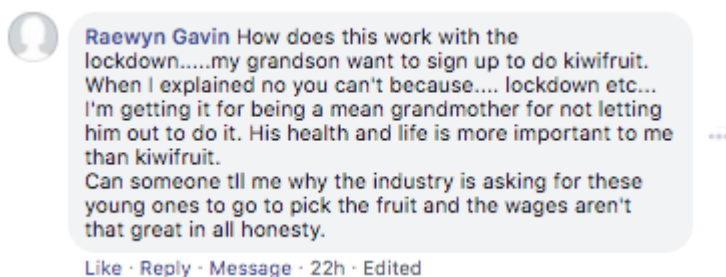 Raewyn Gavin How does this work with the
lockdown.....my grandson want to sign up to do kiwifruit.
When I explained no you can't because.... lockdown etc...
I'm getting it for being a mean grandmother for not letting
him out to do it. His health and life is more important to me
than kiwifruit.
Can someone tll me why the industry is asking for these
young ones to go to pick the fruit and the wages aren't
that great in all honesty.
Like · Reply · Message · 22h · Edited